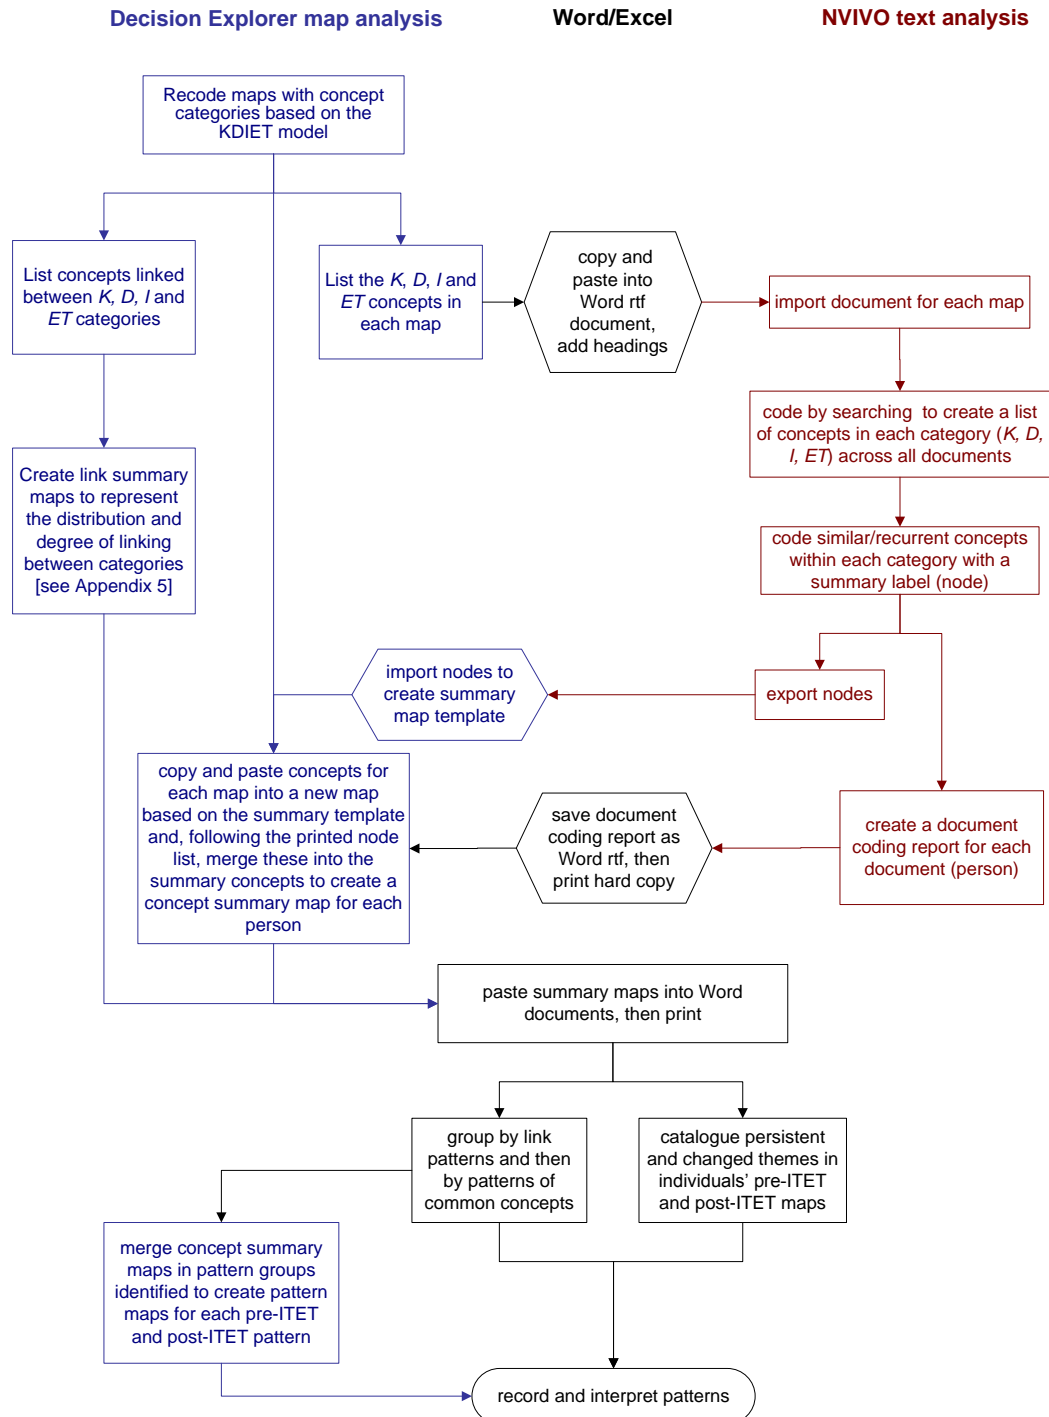 Decision Explorer map analysis
Word/Excel
NVIVO text analysis
Recode maps with concept
categories based on the
KDIET model
List concepts linked
between K, D, I and
ET categories
List the K, D, I and
ET concepts in
each map
copy and
paste into
Word rtf
document,
add headings
import document for each map
code by searching to create a list
of concepts in each category (K, D,
I, ET) across all documents
Create link summary
maps to represent
the distribution and
degree of linking
between categories
[see Appendix 5]
code similar/recurrent concepts
within each category with a
summary label (node)
import nodes to
create summary
map template
export nodes
copy and paste concepts for
each map into a new map
based on the summary template
and, following the printed node
list, merge these into the
summary concepts to create a
concept summary map for each
person
save document
coding report as
Word rtf, then
print hard copy
create a document
coding report for each
document (person)
paste summary maps into Word
documents, then print
group by link
patterns and then
by patterns of
common concepts
catalogue persistent
and changed themes in
individuals’ pre-ITET
and post-ITET maps
merge concept summary
maps in pattern groups
identified to create pattern
maps for each pre-ITET
and post-ITET pattern
record and interpret patterns